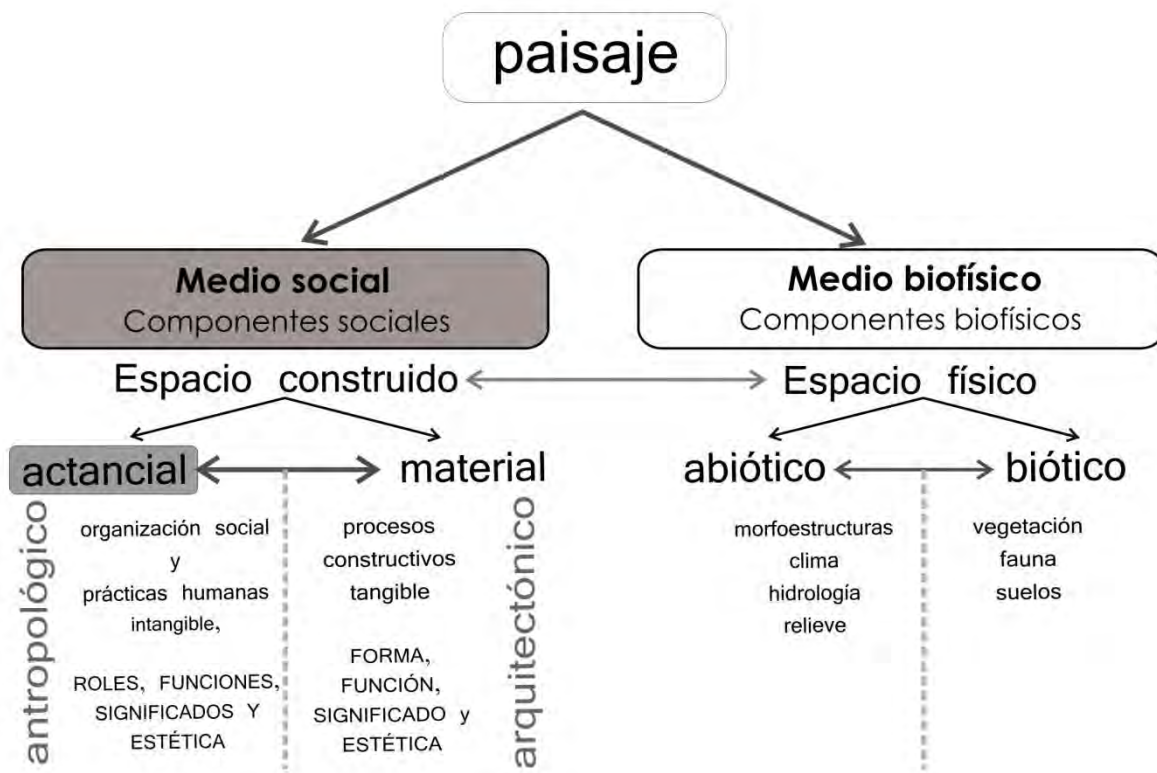 paisaje
Medio social
Componentes sociales
Medio biofísico
Componentes biofísicos
Espacio construido
Espacio físico
actancial
material
abiótico
biótico
antropológico
organización social
y
prácticas humanas
intangible,
ROLES, FUNCIONES,
SIGNIFICADOS Y
ESTÉTICA
procesos
constructivos
tangible
FORMA,
FUNCIÓN,
SIGNIFICADO y
ESTÉTICA
arquitectónico
morfoestructuras
clima
hidrología
relieve
vegetación
fauna
suelos